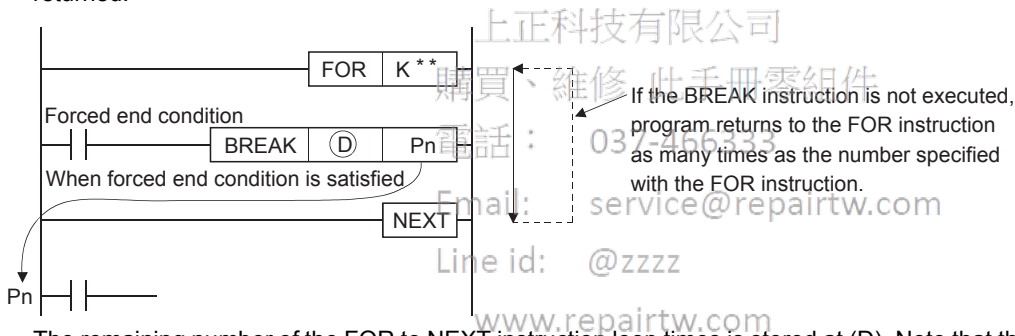 returned.
上正科技有限公司
FOR K**
購買、維修 此手冊零組件
If the BREAK instruction is not executed,
program returns to the FOR instruction
as many times as the number specified
with the FOR instruction.
Forced end condition
BREAK D Pn
電話： 037-466333
When forced end condition is satisfied
Email: service@repairtw.com
NEXT
Line id: @zzzz
Pn
www.repairtw.com
The remaining number of the FOR to NEXT instruction loop times is stored at (D). Note that th